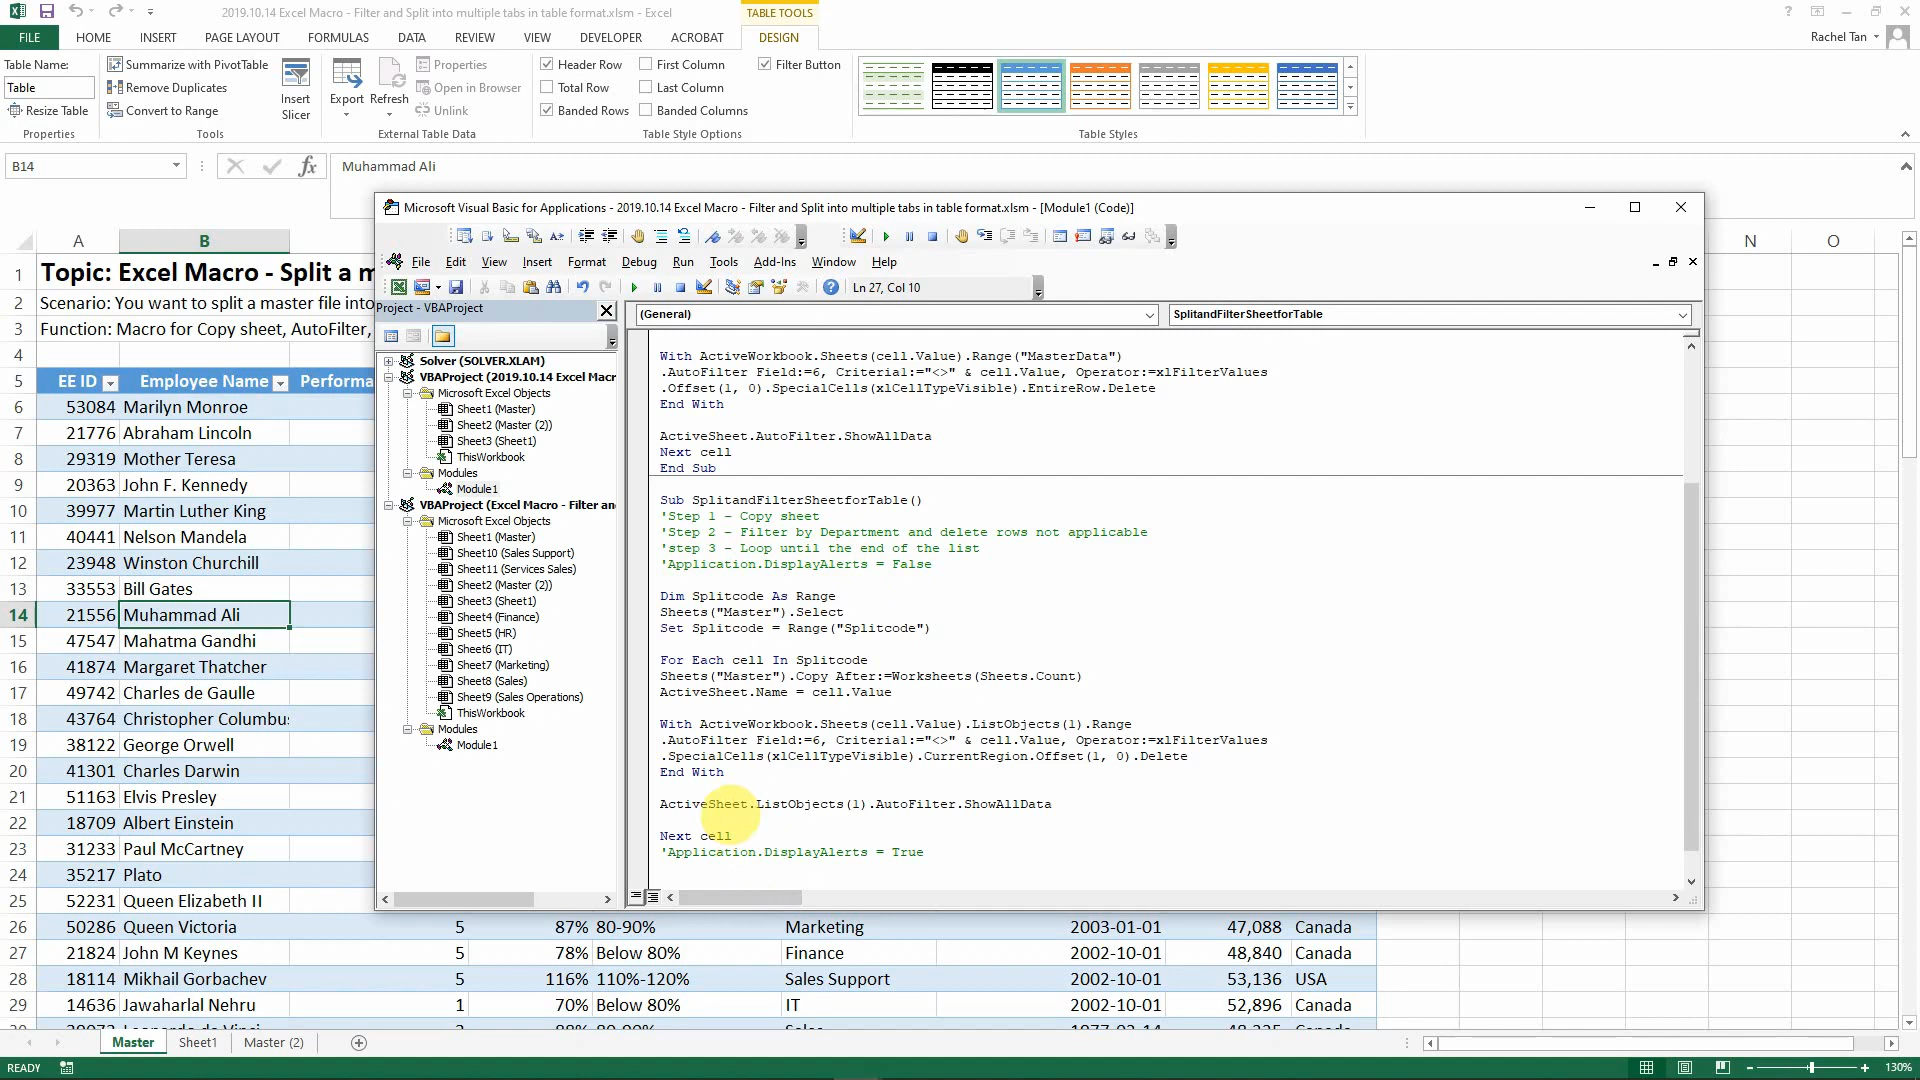 2019.10.14 Excel Macro - Filter and Split into multiple tabs in table format.xlsm - Excel
TABLE TOOLS
FILE HOME INSERT PAGE LAYOUT FORMULAS DATA REVIEW VIEW DEVELOPER ACROBAT DESIGN
Rachel Tan
Table Name:
Table
Resize Table
Properties
Summarize with PivotTable
Remove Duplicates
Convert to Range
Tools
Insert Slicer
Export Refresh
Properties
Open in Browser
Unlink
External Table Data
Header Row First Column Filter Button
Total Row Last Column
Banded Rows Banded Columns
Table Style Options
Table Styles
B14
fx Muhammad Ali
A B N O
1 Topic: Excel Macro - Split a m
2 Scenario: You want to split a master file into
3 Function: Macro for Copy sheet, AutoFilter,
4
5 EE ID Employee Name Performa
6 53084 Marilyn Monroe
7 21776 Abraham Lincoln
8 29319 Mother Teresa
9 20363 John F. Kennedy
10 39977 Martin Luther King
11 40441 Nelson Mandela
12 23948 Winston Churchill
13 33553 Bill Gates
14 21556 Muhammad Ali
15 47547 Mahatma Gandhi
16 41874 Margaret Thatcher
17 49742 Charles de Gaulle
18 43764 Christopher Columbu
19 38122 George Orwell
20 41301 Charles Darwin
21 51163 Elvis Presley
22 18709 Albert Einstein
23 31233 Paul McCartney
24 35217 Plato
25 52231 Queen Elizabeth II
26 50286 Queen Victoria 5 87% 80-90% Marketing 2003-01-01 47,088 Canada
27 21824 John M Keynes 5 78% Below 80% Finance 2002-10-01 48,840 Canada
28 18114 Mikhail Gorbachev 5 116% 110%-120% Sales Support 2002-10-01 53,136 USA
29 14636 Jawaharlal Nehru 1 70% Below 80% IT 2002-10-01 52,896 Canada
Microsoft Visual Basic for Applications - 2019.10.14 Excel Macro - Filter and Split into multiple tabs in table format.xlsm - [Module1 (Code)]
File Edit View Insert Format Debug Run Tools Add-Ins Window Help
Ln 27, Col 10
Project - VBAProject
Solver (SOLVER.XLAM)
VBAProject (2019.10.14 Excel Macr
Microsoft Excel Objects
Sheet1 (Master)
Sheet2 (Master (2))
Sheet3 (Sheet1)
ThisWorkbook
Modules
Module1
VBAProject (Excel Macro - Filter an
Microsoft Excel Objects
Sheet1 (Master)
Sheet10 (Sales Support)
Sheet11 (Services Sales)
Sheet2 (Master (2))
Sheet3 (Sheet1)
Sheet4 (Finance)
Sheet5 (HR)
Sheet6 (IT)
Sheet7 (Marketing)
Sheet8 (Sales)
Sheet9 (Sales Operations)
ThisWorkbook
Modules
Module1
(General) SplitandFilterSheetforTable
With ActiveWorkbook.Sheets(cell.Value).Range("MasterData")
.AutoFilter Field:=6, Criteria1:="<>" & cell.Value, Operator:=xlFilterValues
.Offset(1, 0).SpecialCells(xlCellTypeVisible).EntireRow.Delete
End With
ActiveSheet.AutoFilter.ShowAllData
Next cell
End Sub
Sub SplitandFilterSheetforTable()
'Step 1 - Copy sheet
'Step 2 - Filter by Department and delete rows not applicable
'step 3 - Loop until the end of the list
'Application.DisplayAlerts = False
Dim Splitcode As Range
Sheets("Master").Select
Set Splitcode = Range("Splitcode")
For Each cell In Splitcode
Sheets("Master").Copy After:=Worksheets(Sheets.Count)
ActiveSheet.Name = cell.Value
With ActiveWorkbook.Sheets(cell.Value).ListObjects(1).Range
.AutoFilter Field:=6, Criteria1:="<>" & cell.Value, Operator:=xlFilterValues
.SpecialCells(xlCellTypeVisible).CurrentRegion.Offset(1, 0).Delete
End With
ActiveSheet.ListObjects(1).AutoFilter.ShowAllData
Next cell
'Application.DisplayAlerts = True
Master Sheet1 Master (2)
READY
130%